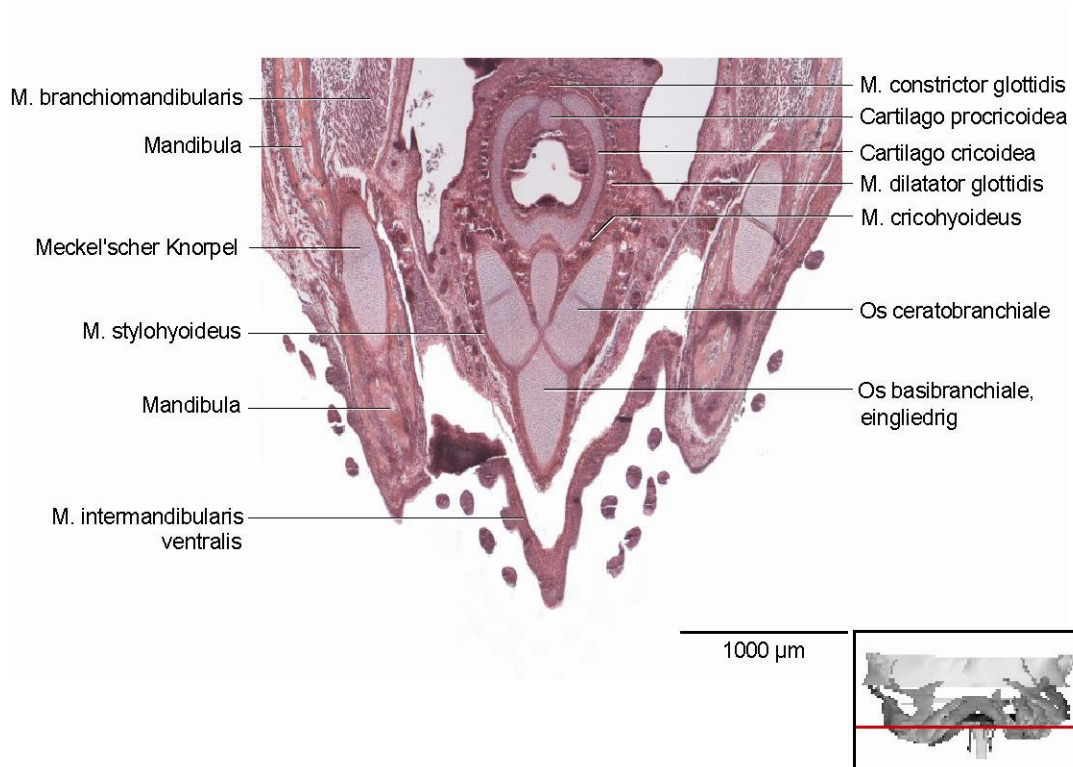 M. branchiomandibularis
Mandibula
Meckel'scher Knorpel
M. stylohyoideus
Mandibula
M. intermandibularis
ventralis
M. constrictor glottidis
Cartilago procricoidea
Cartilago cricoidea
M. dilatator glottidis
M. cricohyoideus
Os ceratobranchiale
Os basibranchiale,
eingliedrig
1000 µm